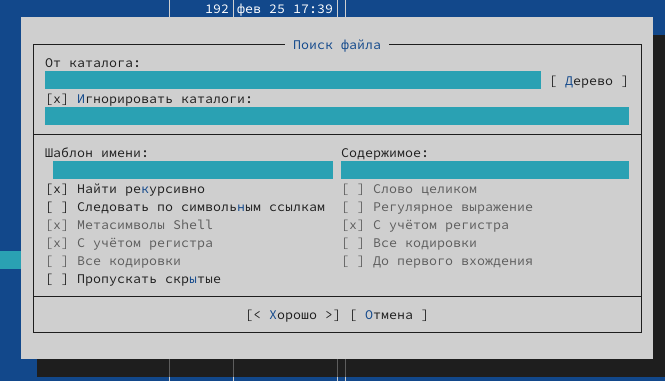 192 фев 25 17:39
Поиск файла
От каталога:
[ Дерево ]
[x] Игнорировать каталоги:
Шаблон имени: Содержимое:
[x] Найти рекурсивно [ ] Слово целиком
[ ] Следовать по символьным ссылкам [ ] Регулярное выражение
[x] Метасимволы Shell [x] С учётом регистра
[x] С учётом регистра [ ] Все кодировки
[ ] Все кодировки [ ] До первого вхождения
[ ] Пропускать скрытые
[< Хорошо >] [ Отмена ]